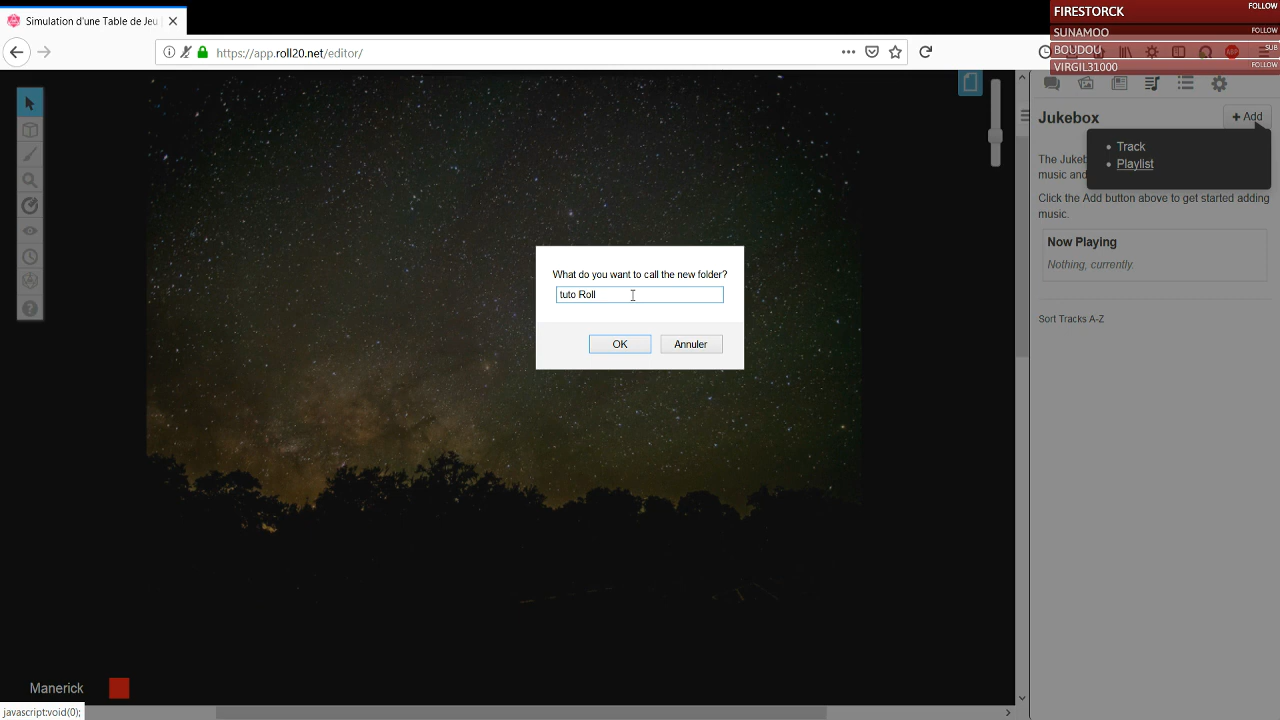 Simulation d'une Table de Jeu
FIRESTORCK FOLLOW
SUNAMOO FOLLOW
BOUDOU SUB
VIRGIL31000 FOLLOW
https://app.roll20.net/editor/
Jukebox
+ Add
Track
Playlist
The Jukeb
music and
Click the Add button above to get started adding
music.
Now Playing
Nothing, currently.
Sort Tracks A-Z
What do you want to call the new folder?
tuto Roll
OK
Annuler
Manerick
javascript:void(0);